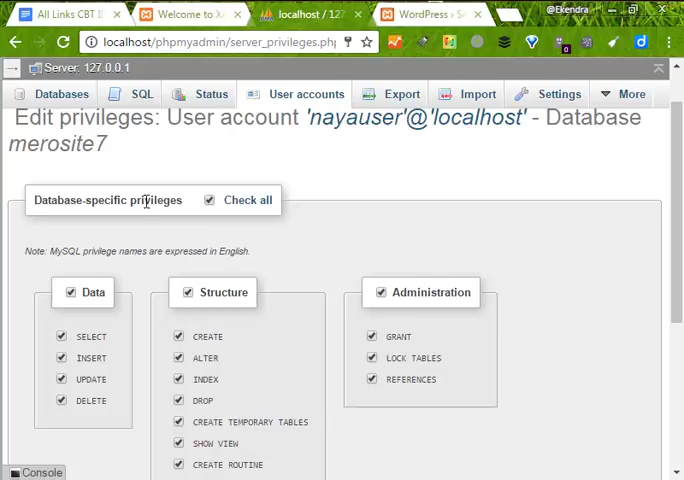 @Ekendra
All Links CBT
Welcome to
localhost / 127
WordPress ›
localhost/phpmyadmin/server_privileges.php
Server: 127.0.0.1
Databases SQL Status User accounts Export Import Settings More
Edit privileges: User account 'nayauser'@'localhost' - Database
merosite7
Database-specific privileges Check all
Note: MySQL privilege names are expressed in English.
Data Structure Administration
SELECT CREATE GRANT
INSERT ALTER LOCK TABLES
UPDATE INDEX REFERENCES
DELETE DROP
CREATE TEMPORARY TABLES
SHOW VIEW
CREATE ROUTINE
Console